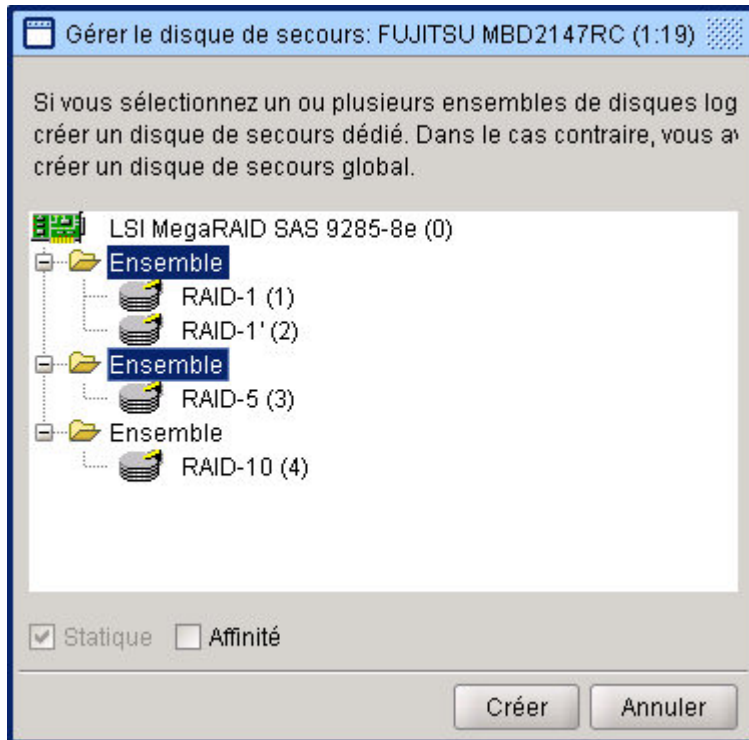 Gérer le disque de secours: FUJITSU MBD2147RC (1:19)
Si vous sélectionnez un ou plusieurs ensembles de disques log
créer un disque de secours dédié. Dans le cas contraire, vous
créer un disque de secours global.
LSI MegaRAID SAS 9285-8e (0)
Ensemble
RAID-1 (1)
RAID-1' (2)
Ensemble
RAID-5 (3)
Ensemble
RAID-10 (4)
Statique Affinité
Créer Annuler